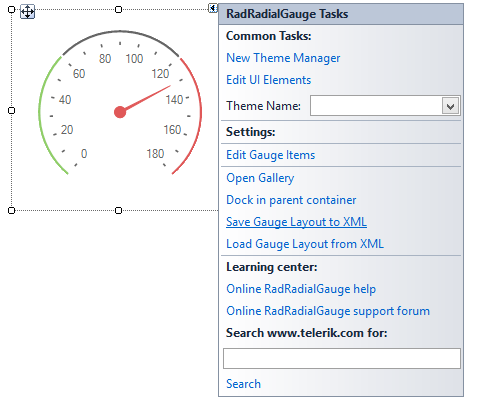 0
20
40
60
80
100
120
140
160
180
RadRadialGauge Tasks
Common Tasks:
New Theme Manager
Edit UI Elements
Theme Name:
Settings:
Edit Gauge Items
Open Gallery
Dock in parent container
Save Gauge Layout to XML
Load Gauge Layout from XML
Learning center:
Online RadRadialGauge help
Online RadRadialGauge support forum
Search www.telerik.com for:
Search